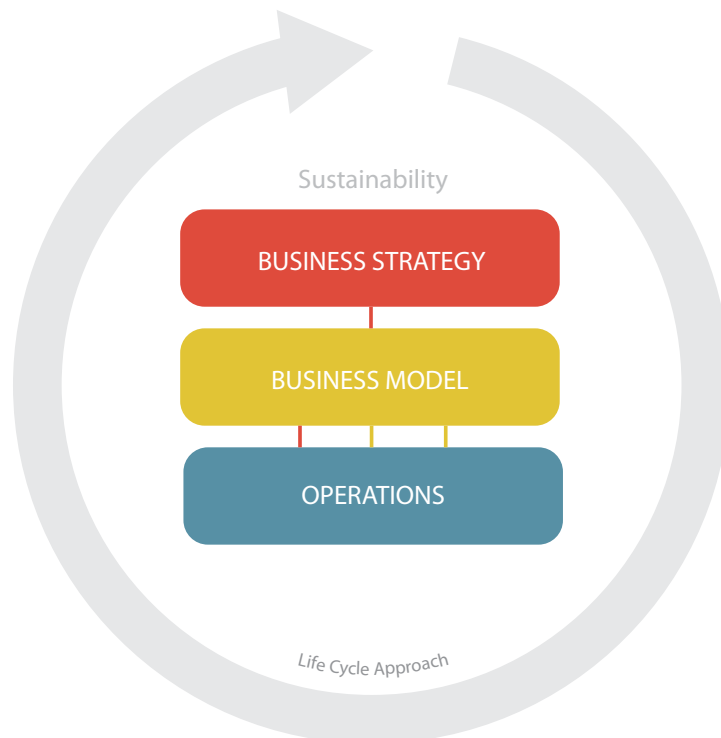 Sustainability
BUSINESS STRATEGY
BUSINESS MODEL
OPERATIONS
Life Cycle Approach